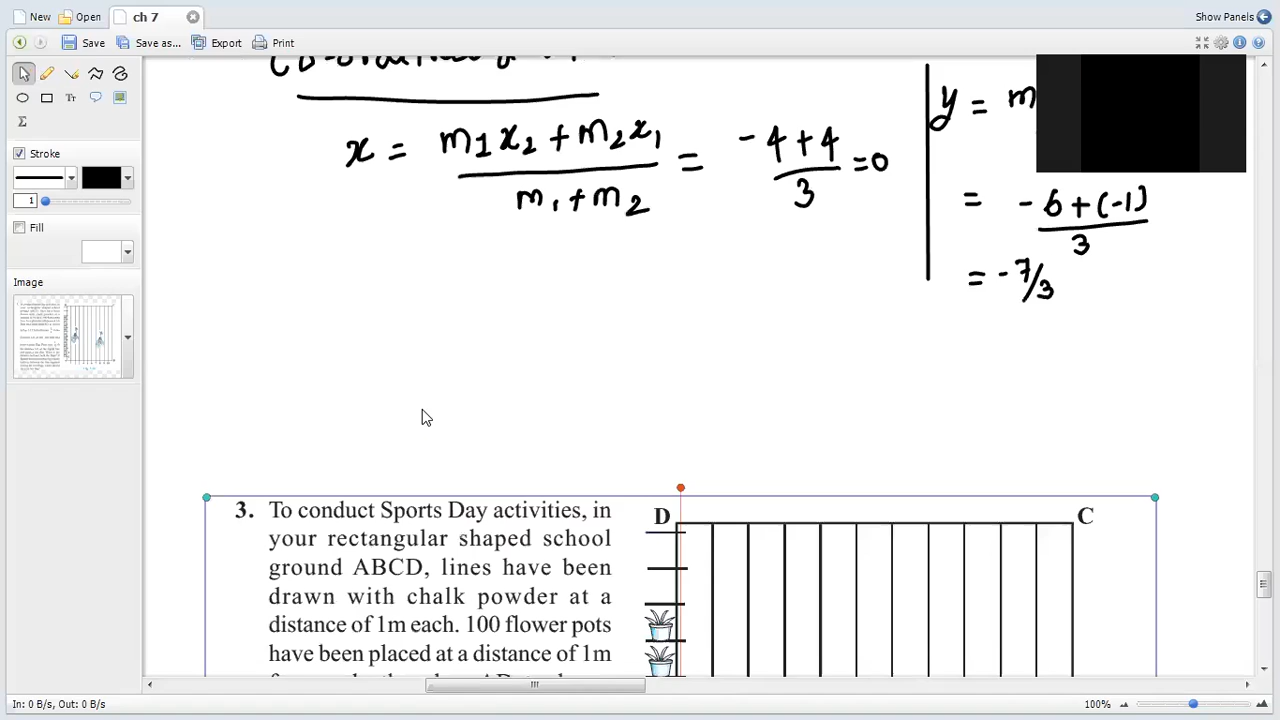 New Open ch 7 Show Panels
Save Save as... Export Print
Stroke
1
Fill
Image
x = m1x2 + m2x1 / m1 + m2 = -4+4 / 3 = 0
y = m
= -6+(-1) / 3
= -7/3
3. To conduct Sports Day activities, in
your rectangular shaped school
ground ABCD, lines have been
drawn with chalk powder at a
distance of 1m each. 100 flower pots
have been placed at a distance of 1m
D C
In: 0 B/s, Out: 0 B/s 100%